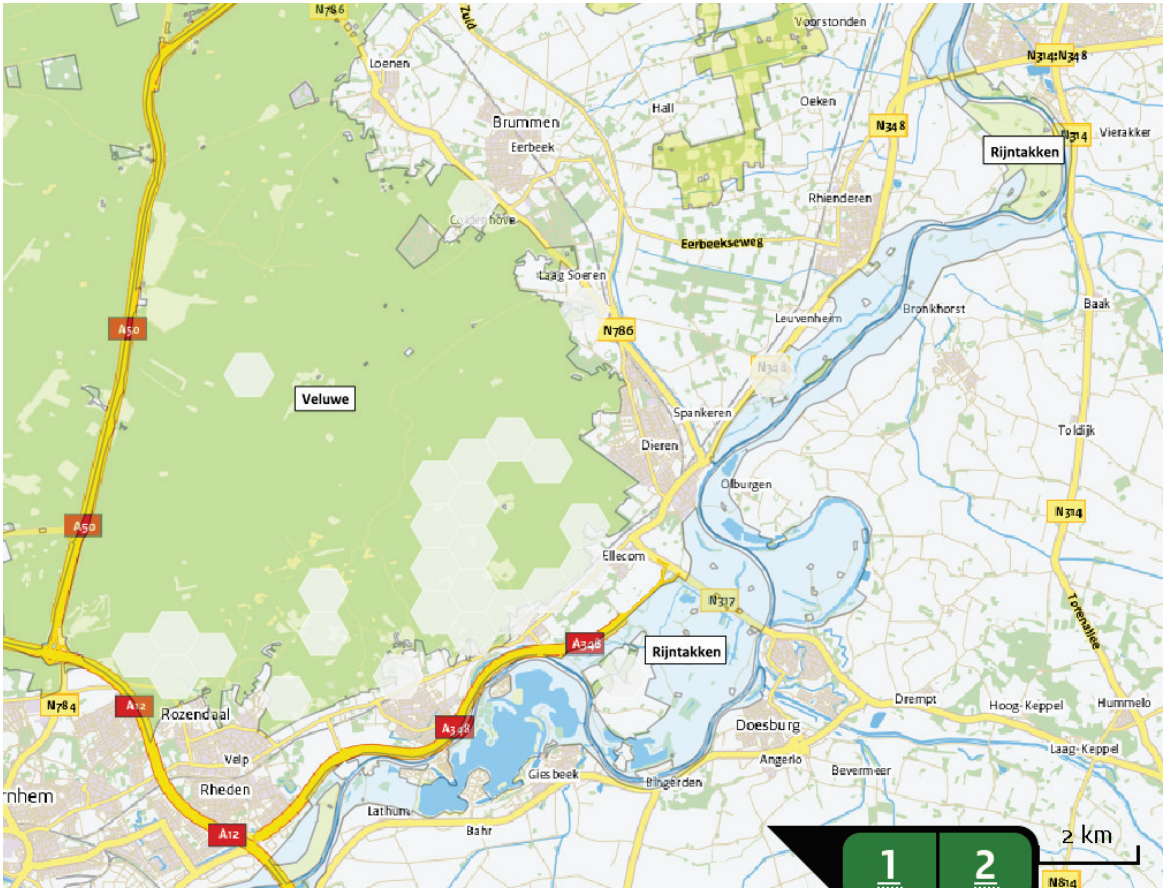 N786
Zuid
Voorstonden
N314;N348
Loenen
Hall
Oeken
Brummen
N348
N314
Vierakker
Eerbeek
Rijntakken
Rhienderen
Eerbeekseweg
Laag Soeren
Baak
A50
N786
Leuvenheim
Bronkhorst
N348
Veluwe
Spankeren
Toldijk
Dieren
Olburgen
A50
N314
Ellecom
N317
Torenallee
A348
Rijntakken
N784
A12
Rozendaal
Drempt
Hoog-Keppel
Hummelo
A348
Doesburg
Laag-Keppel
Velp
Angerlo
Giesbeek
Bevermeer
Bingerden
Rheden
rnhem
Lathum
Bahr
A12
2 km
1
2
N814